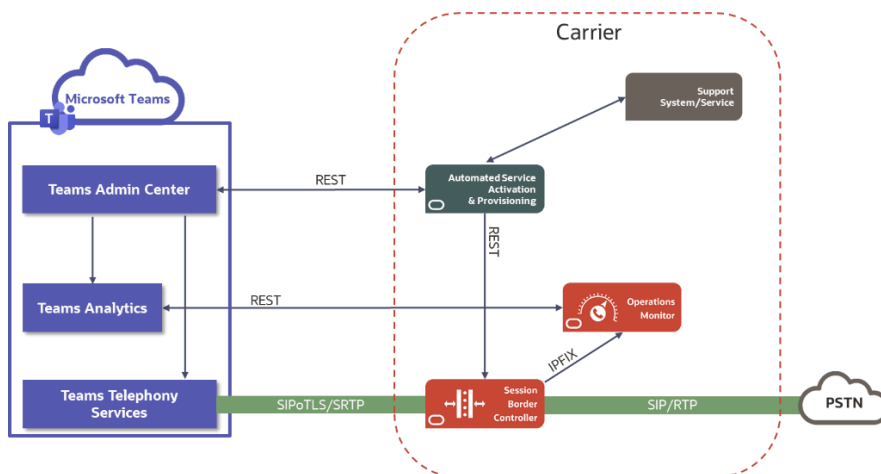 Carrier
Microsoft Teams
T
Support
System/Service
Teams Admin Center
REST
Automated Service
Activation
& Provisioning
REST
Teams Analytics
REST
Operations
Monitor
IPFIX
Teams Telephony
Services
SIPoTLS/SRTP
Session
Border
Controller
SIP/RTP
PSTN